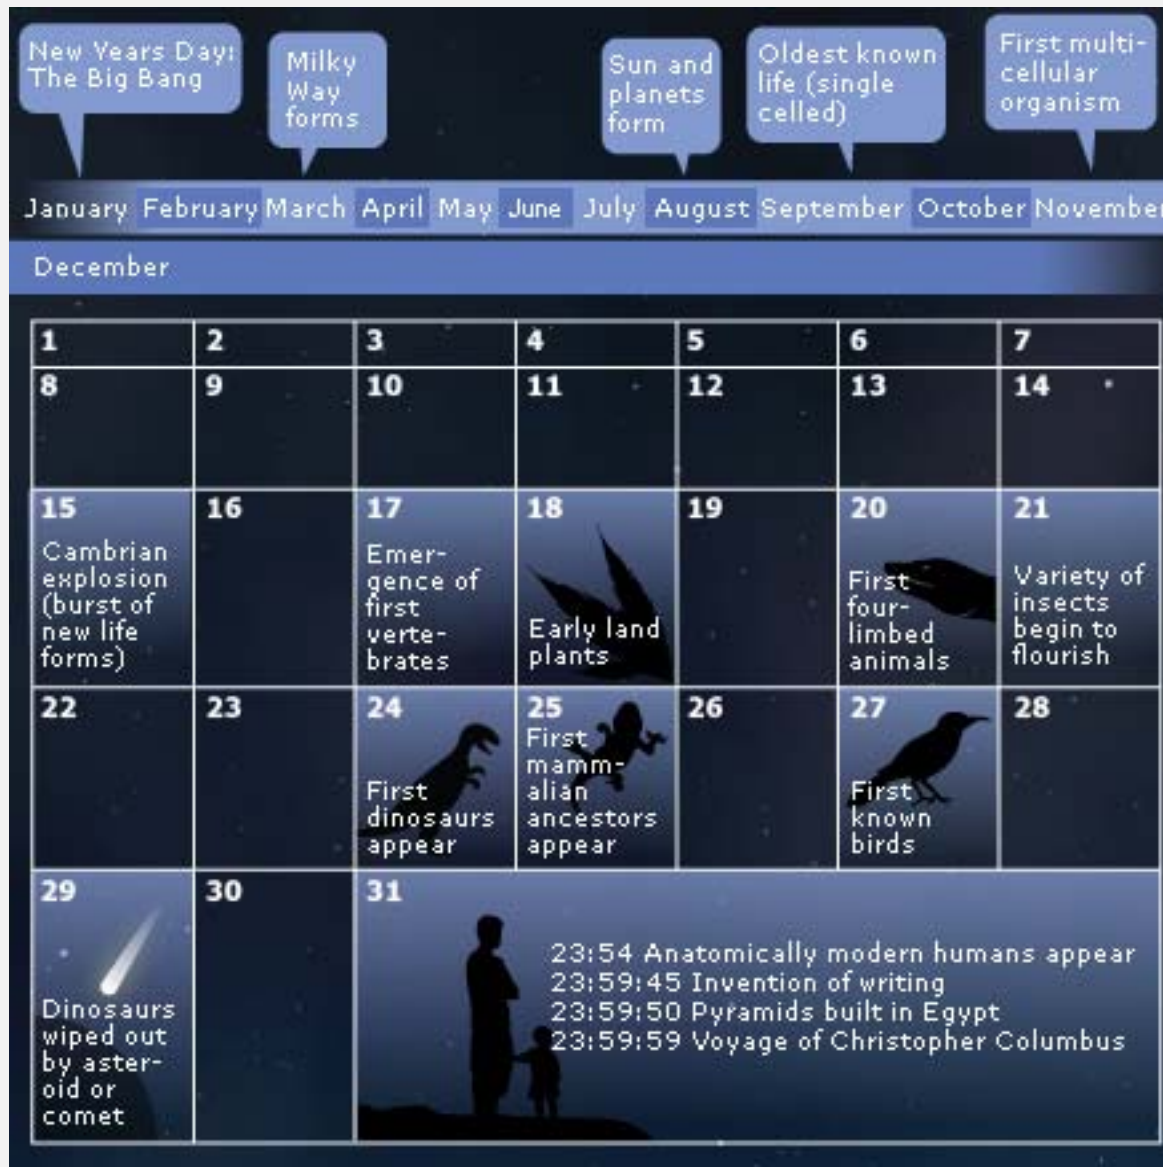 New Years Day:
The Big Bang
Milky
Way
forms
Sun and
planets
form
Oldest known
life (single
celled)
First multi-
cellular
organism
January February March April May June July August September October November
December
1 2 3 4 5 6 7
8 9 10 11 12 13 14
15
Cambrian
explosion
(burst of
new life
forms)
16
17
Emer-
gence of
first
verte-
brates
18
Early land
plants
19
20
First
four-
limbed
animals
21
Variety of
insects
begin to
flourish
22
23
24
First
dinosaurs
appear
25
First
mamm-
alian
ancestors
appear
26
27
First
known
birds
28
29
Dinosaurs
wiped out
by aster-
oid or
comet
30
31
23:54 Anatomically modern humans appear
23:59:45 Invention of writing
23:59:50 Pyramids built in Egypt
23:59:59 Voyage of Christopher Columbus